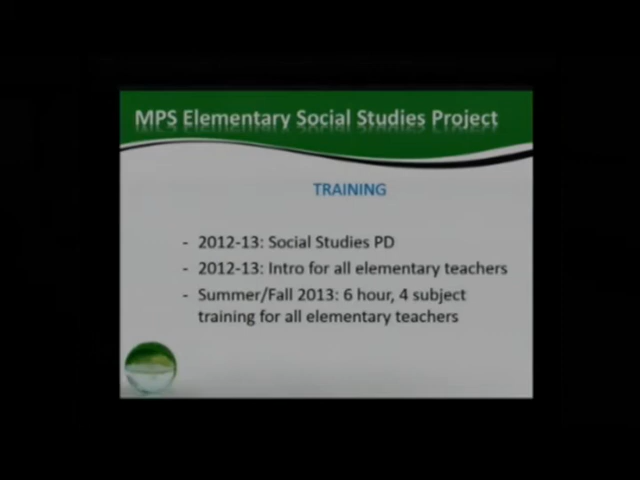 MPS Elementary Social Studies Project
TRAINING
- 2012-13: Social Studies PD
- 2012-13: Intro for all elementary teachers
- Summer/Fall 2013: 6 hour, 4 subject
training for all elementary teachers